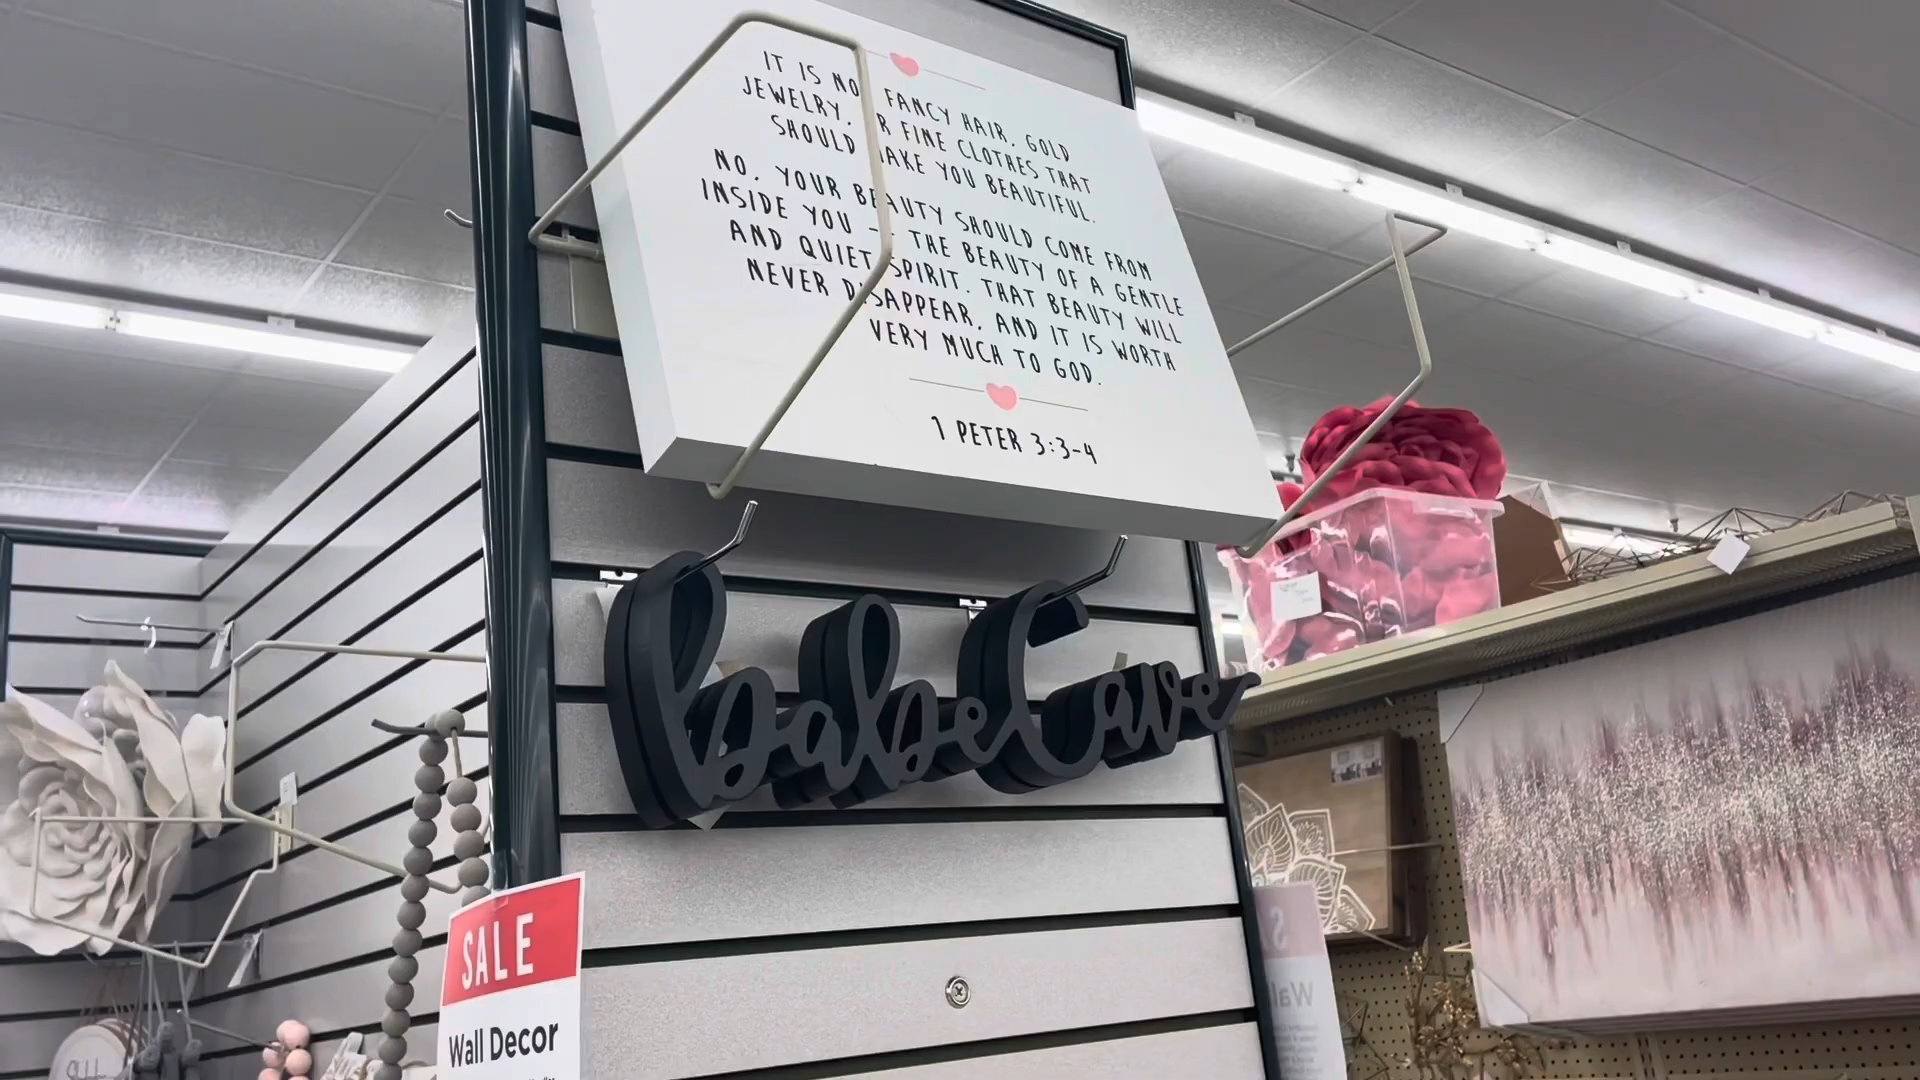 IT IS NO FANCY HAIR, GOLD
JEWELRY, R FINE CLOTHES THAT
SHOULD MAKE YOU BEAUTIFUL.
NO, YOUR BEAUTY SHOULD COME FROM
INSIDE YOU -- THE BEAUTY OF A GENTLE
AND QUIET SPIRIT. THAT BEAUTY WILL
NEVER DISAPPEAR, AND IT IS WORTH
VERY MUCH TO GOD.
1 PETER 3:3-4
babeCave
SALE
Wall Decor